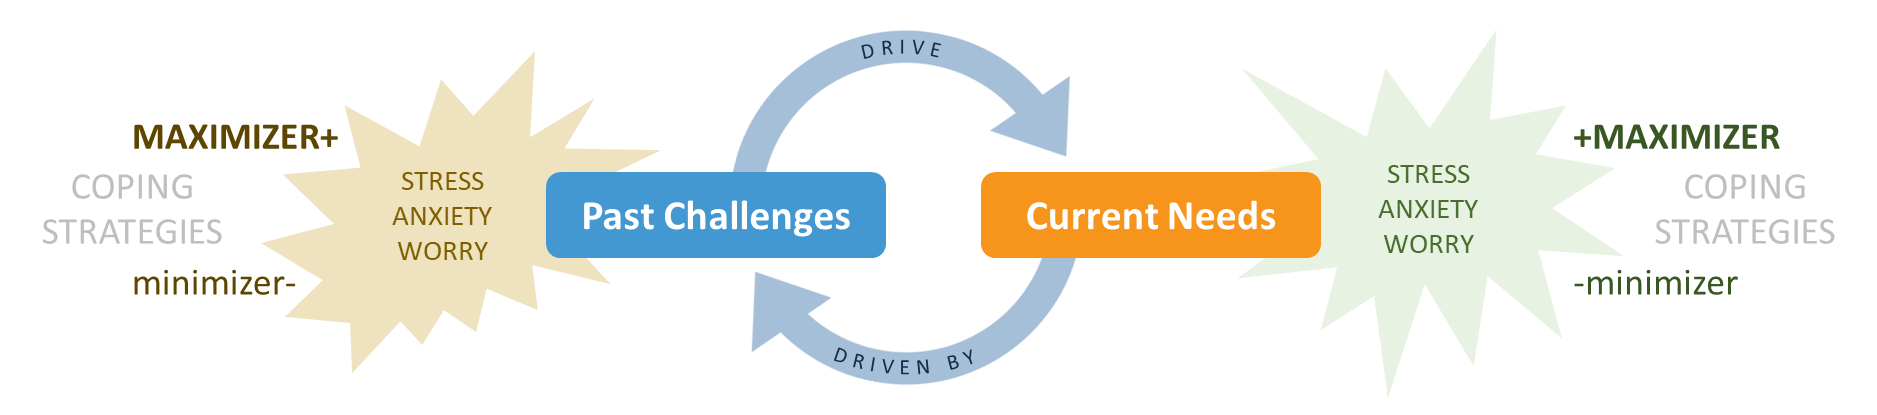 MAXIMIZER+
COPING
STRATEGIES
minimizer-
STRESS
ANXIETY
WORRY
Past Challenges
DRIVE
DRIVEN BY
Current Needs
STRESS
ANXIETY
WORRY
+MAXIMIZER
COPING
STRATEGIES
-minimizer